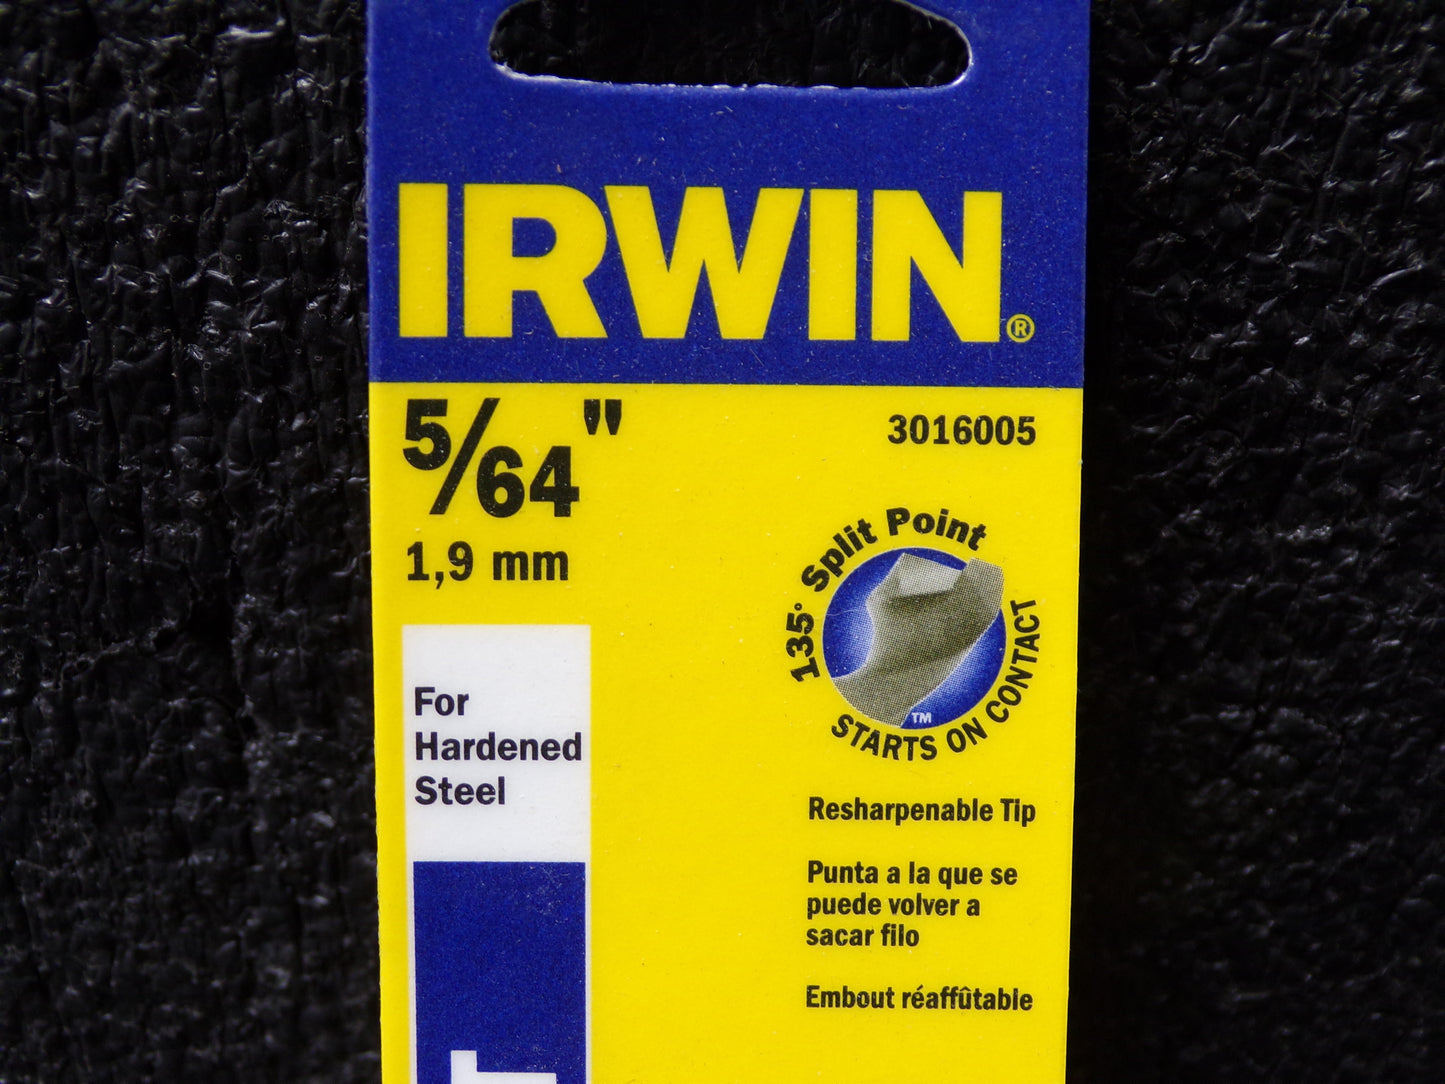 IRWIN®
5/64"
3016005
1,9 mm
135° Split Point
STARTS ON CONTACT
TM
For
Hardened
Steel
Resharpenable Tip
Punta a la que se
puede volver a
sacar filo
Embout réaffûtable
T